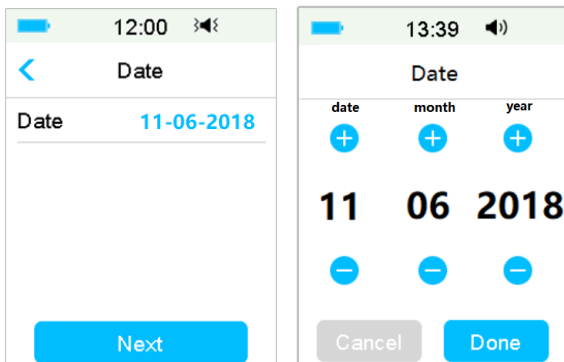 12:00
Date
Date 11-06-2018
Next
13:39
Date
date month year
11 06 2018
Cancel Done